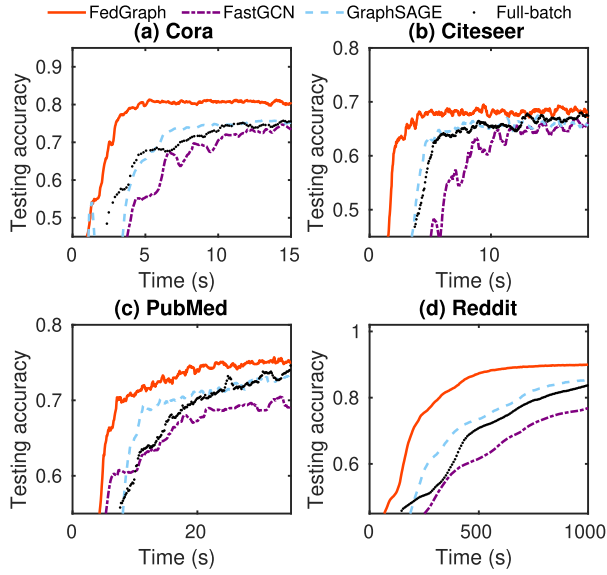 FedGraph FastGCN GraphSAGE Full-batch
(a) Cora
(b) Citeseer
Testing accuracy
0.9
0.8
0.7
0.6
0.5
0 5 10 15
Time (s)
Testing accuracy
0.8
0.7
0.6
0.5
0 10
Time (s)
(c) PubMed
(d) Reddit
Testing accuracy
0.8
0.7
0.6
0 20
Time (s)
Testing accuracy
1
0.8
0.6
0 500 1000
Time (s)